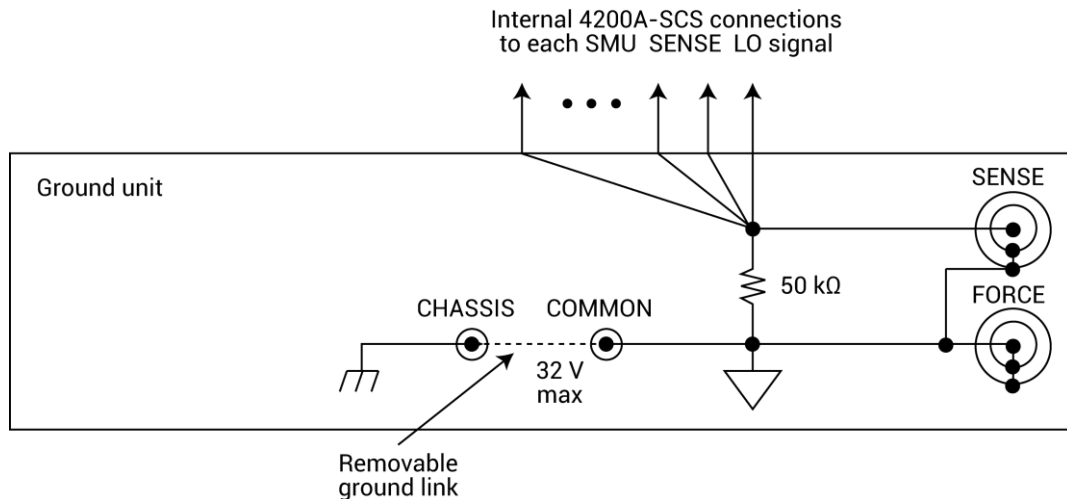 Internal 4200A-SCS connections
to each SMU SENSE LO signal
Ground unit
SENSE
50 kΩ
FORCE
CHASSIS
COMMON
32 V
max
Removable
ground link